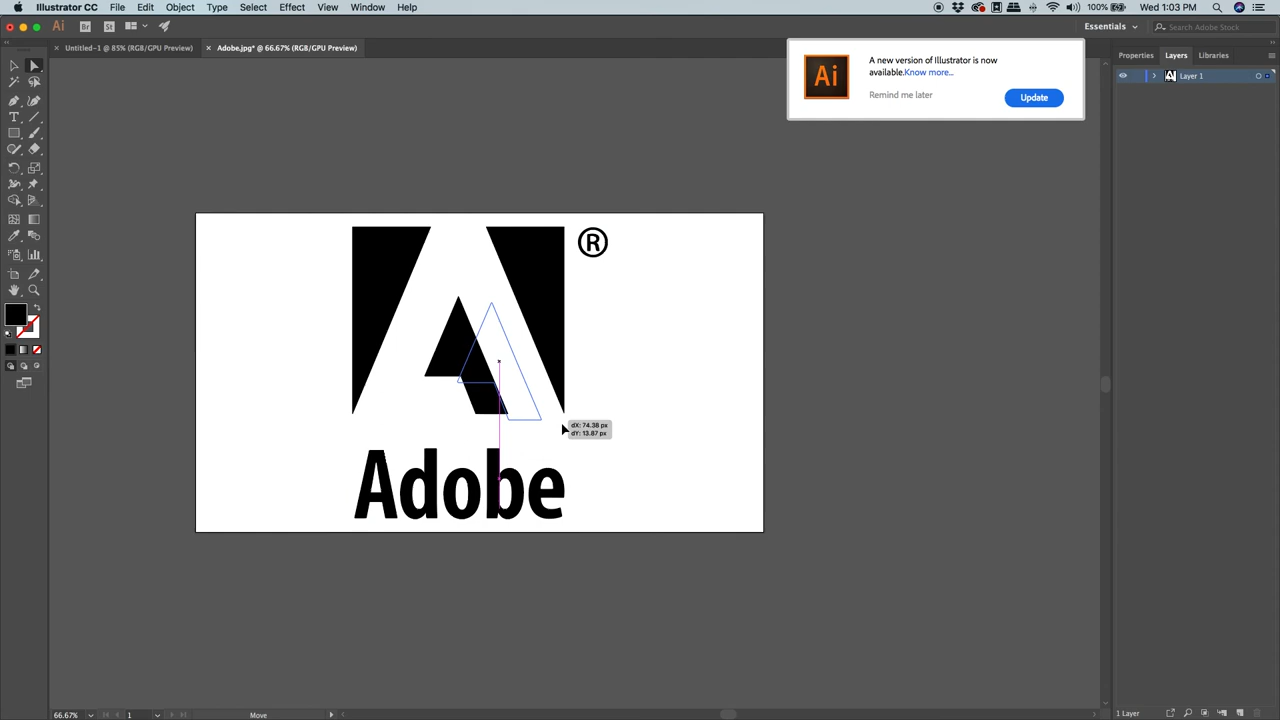 Illustrator CC File Edit Object Type Select Effect View Window Help
100% Wed 1:03 PM
Ai Br St Essentials Search Adobe Stock
× Untitled-1 @ 85% (RGB/GPU Preview) × Adobe.jpg* @ 66.67% (RGB/GPU Preview)
Properties Layers Libraries
Ai
A new version of Illustrator is now
available.Know more...
Remind me later
Update
Layer 1
®
dX: 74.38 px
dY: 13.87 px
Adobe
66.67% 1 Move
1 Layer